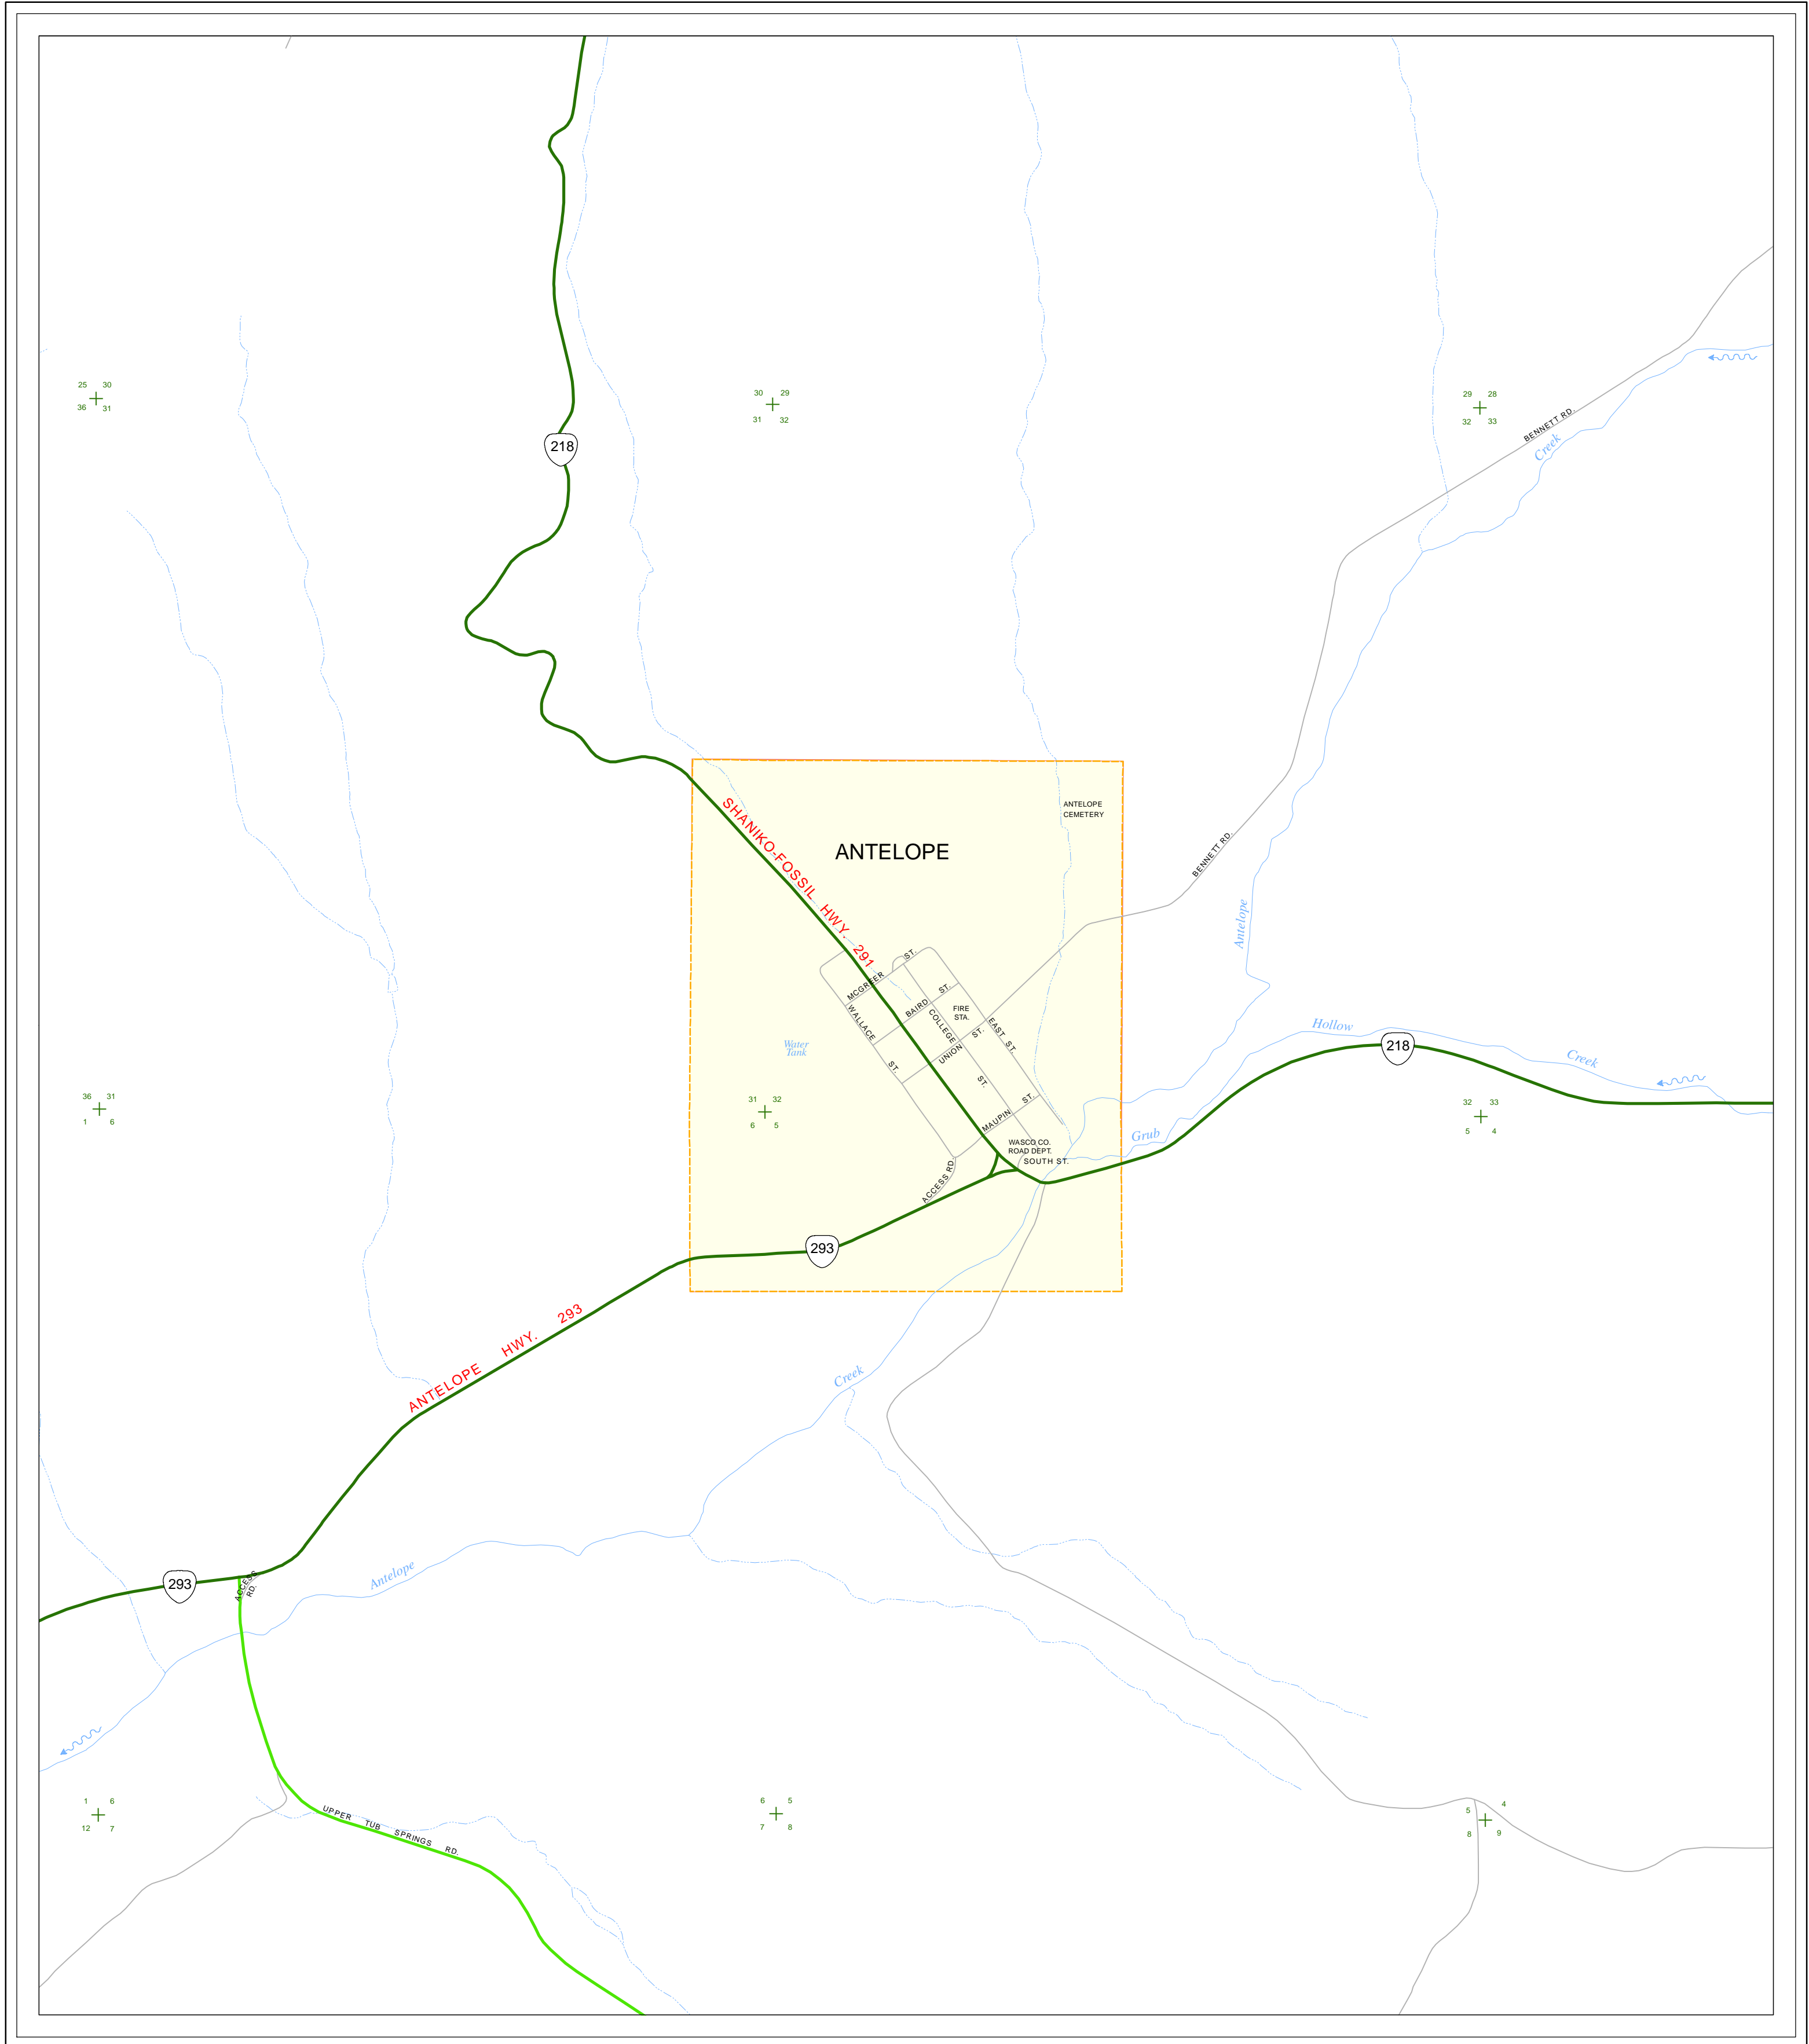 25 30
36 31
30 29
31 32
29 28
32 33
BENNETT RD.
Creek
218
ANTELOPE
CEMETERY
ANTELOPE
SHANIKO-FOSSIL HWY. 291
BENNETT RD.
Antelope
MCGREER ST.
BAIRD ST.
FIRE
STA.
WALLACE ST.
COLLEGE ST.
EAST ST.
UNION ST.
Water
Tank
Hollow Creek
218
36 31
1 6
31 32
6 5
32 33
5 4
MAUPIN ST.
Grub
WASCO CO.
ROAD DEPT.
SOUTH ST.
ACCESS RD.
293
ANTELOPE HWY. 293
Creek
Antelope
293
ACCESS
RD.
1 6
12 7
6 5
7 8
5 4
8 9
UPPER TUB SPRINGS RD.